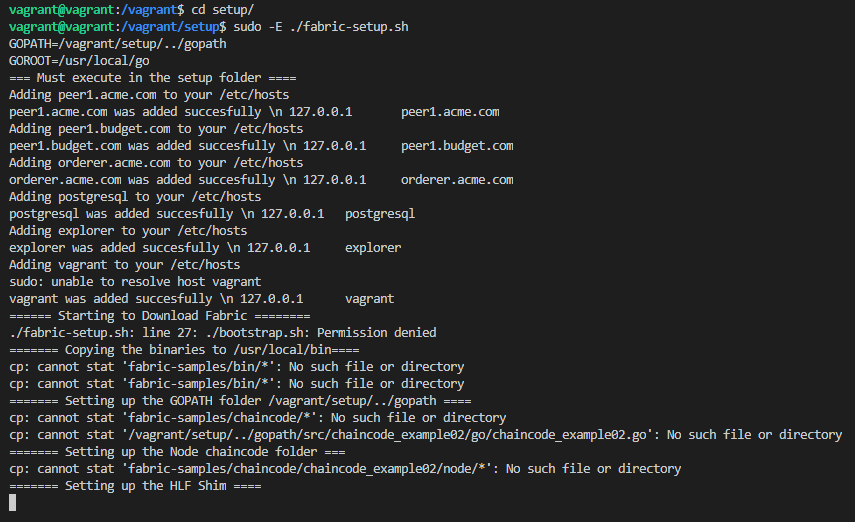 vagrant@vagrant:/vagrant$ cd setup/
vagrant@vagrant:/vagrant/setup$ sudo -E ./fabric-setup.sh
GOPATH=/vagrant/setup/../gopath
GOROOT=/usr/local/go
=== Must execute in the setup folder ====
Adding peer1.acme.com to your /etc/hosts
peer1.acme.com was added succesfully \n 127.0.0.1 peer1.acme.com
Adding peer1.budget.com to your /etc/hosts
peer1.budget.com was added succesfully \n 127.0.0.1 peer1.budget.com
Adding orderer.acme.com to your /etc/hosts
orderer.acme.com was added succesfully \n 127.0.0.1 orderer.acme.com
Adding postgresql to your /etc/hosts
postgresql was added succesfully \n 127.0.0.1 postgresql
Adding explorer to your /etc/hosts
explorer was added succesfully \n 127.0.0.1 explorer
Adding vagrant to your /etc/hosts
sudo: unable to resolve host vagrant
vagrant was added succesfully \n 127.0.0.1 vagrant
====== Starting to Download Fabric ========
./fabric-setup.sh: line 27: ./bootstrap.sh: Permission denied
======= Copying the binaries to /usr/local/bin====
cp: cannot stat 'fabric-samples/bin/*': No such file or directory
cp: cannot stat 'fabric-samples/bin/*': No such file or directory
======= Setting up the GOPATH folder /vagrant/setup/../gopath ====
cp: cannot stat 'fabric-samples/chaincode/*': No such file or directory
cp: cannot stat '/vagrant/setup/../gopath/src/chaincode_example02/go/chaincode_example02.go': No such file or directory
======= Setting up the Node chaincode folder ===
cp: cannot stat 'fabric-samples/chaincode/chaincode_example02/node/*': No such file or directory
======= Setting up the HLF Shim ====